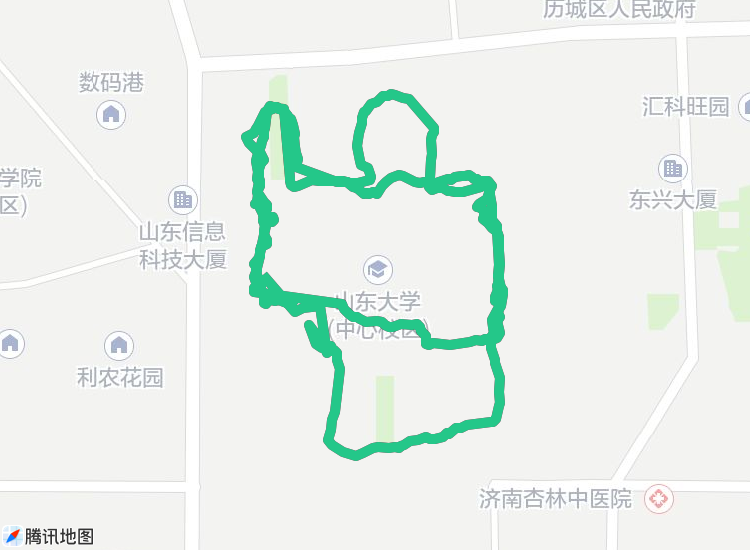 历城区人民政府
数码港
汇科旺园
学院
区)
东兴大厦
山东信息
科技大厦
山东大学
(中心校区)
利农花园
济南杏林中医院
腾讯地图